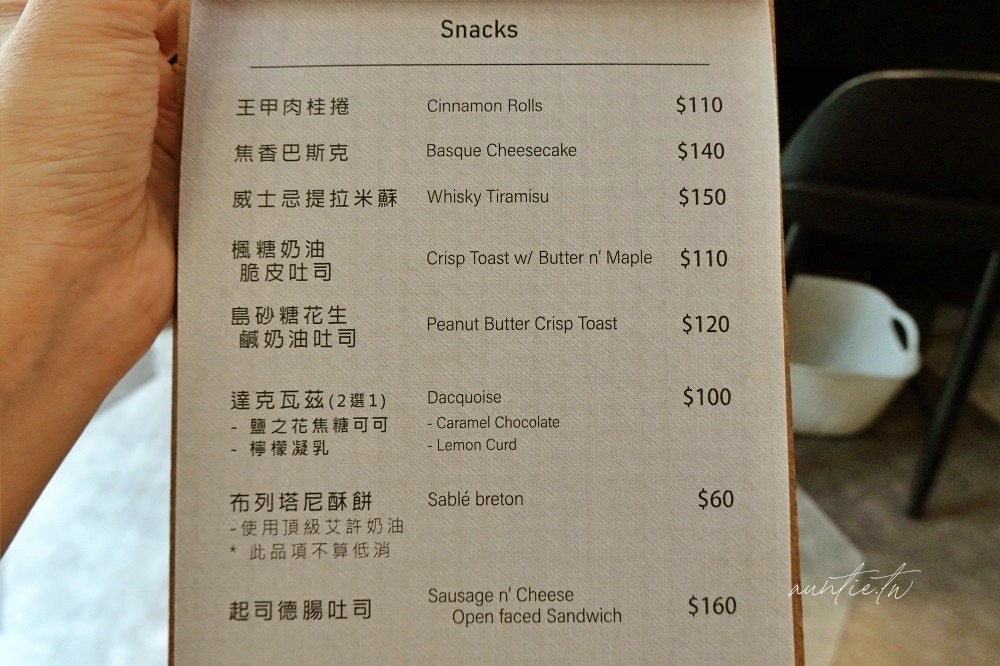 Snacks
王甲肉桂捲 Cinnamon Rolls $110
焦香巴斯克 Basque Cheesecake $140
威士忌提拉米蘇 Whisky Tiramisu $150
楓糖奶油
脆皮吐司 Crisp Toast w/ Butter n' Maple $110
島砂糖花生
鹹奶油吐司 Peanut Butter Crisp Toast $120
達克瓦茲(2選1) Dacquoise $100
- 鹽之花焦糖可可 - Caramel Chocolate
- 檸檬凝乳 - Lemon Curd
布列塔尼酥餅 Sablé breton $60
-使用頂級艾許奶油
* 此品項不算低消
起司德腸吐司 Sausage n' Cheese $160
Open faced Sandwich
auntie.tw